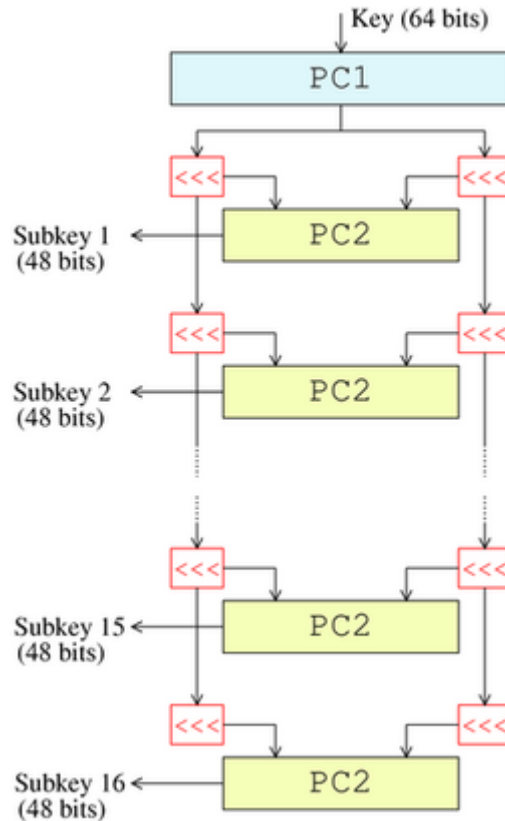 Key (64 bits)
PC1
<<< <<<
Subkey 1
(48 bits)
PC2
<<< <<<
Subkey 2
(48 bits)
PC2
<<< <<<
Subkey 15
(48 bits)
PC2
<<< <<<
Subkey 16
(48 bits)
PC2